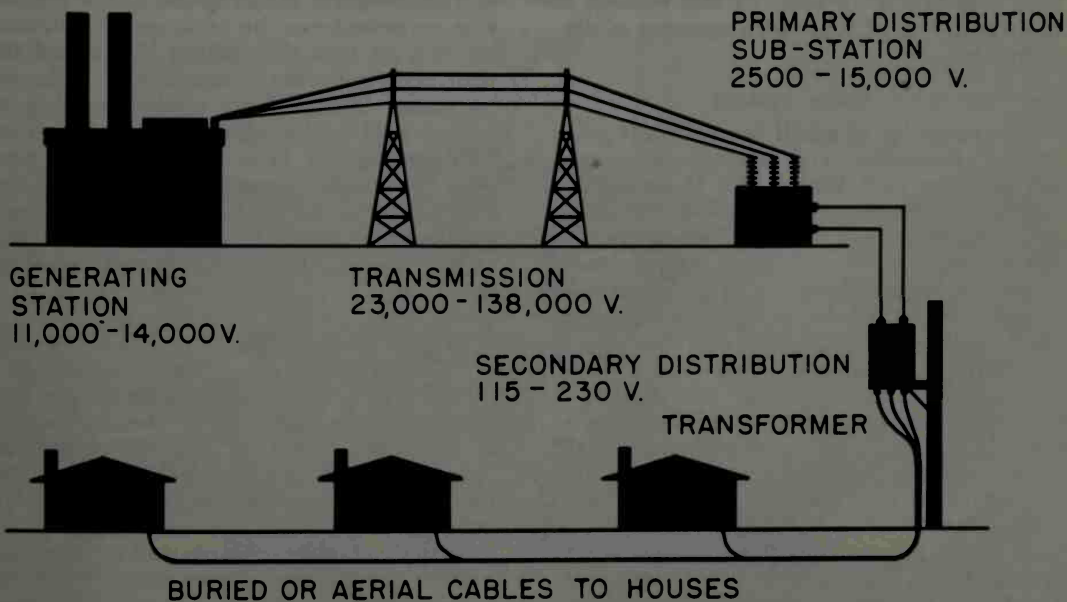 PRIMARY DISTRIBUTION
SUB-STATION
2500 - 15,000 V.
GENERATING
STATION
11,000 - 14,000 V.
TRANSMISSION
23,000 - 138,000 V.
SECONDARY DISTRIBUTION
115 - 230 V.
TRANSFORMER
BURIED OR AERIAL CABLES TO HOUSES